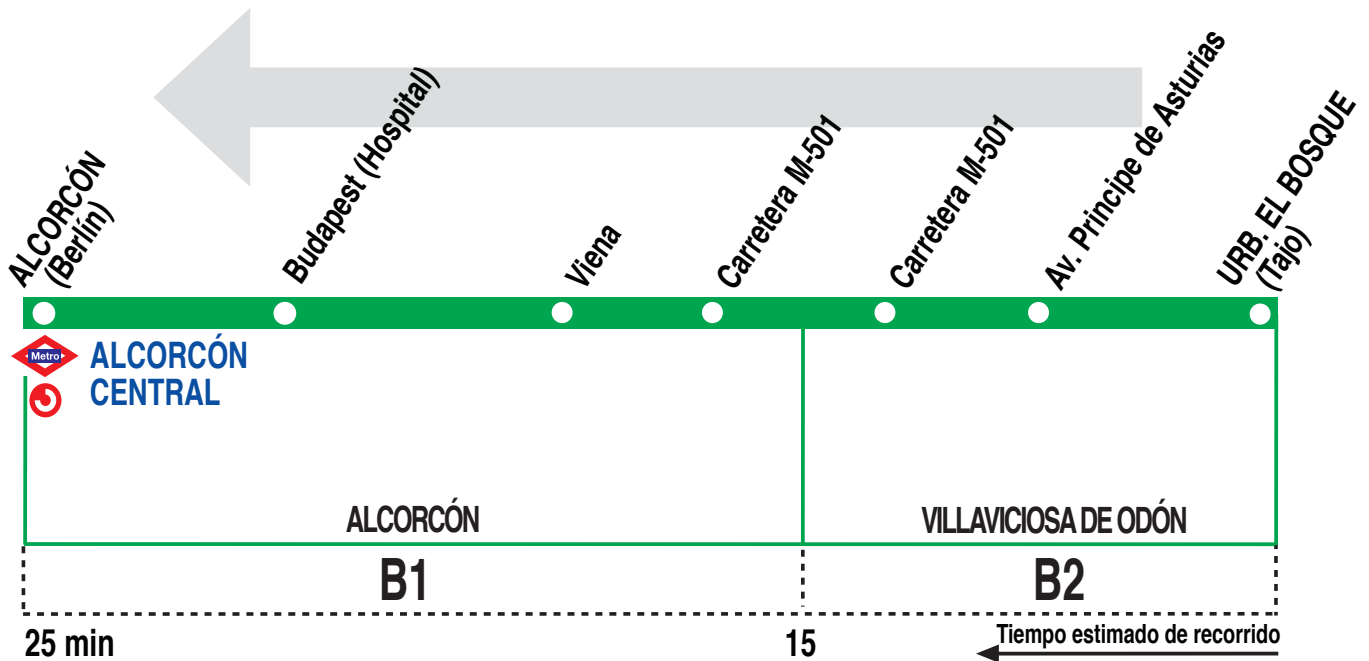 ALCORCÓN
(Berlín)
Budapest (Hospital)
Viena
Carretera M-501
Carretera M-501
Av. Principe de Asturias
URB. EL BOSQUE
(Tajo)
Metro
ALCORCÓN
CENTRAL
ALCORCÓN
VILLAVICIOSA DE ODÓN
B1
B2
25 min
15
Tiempo estimado de recorrido